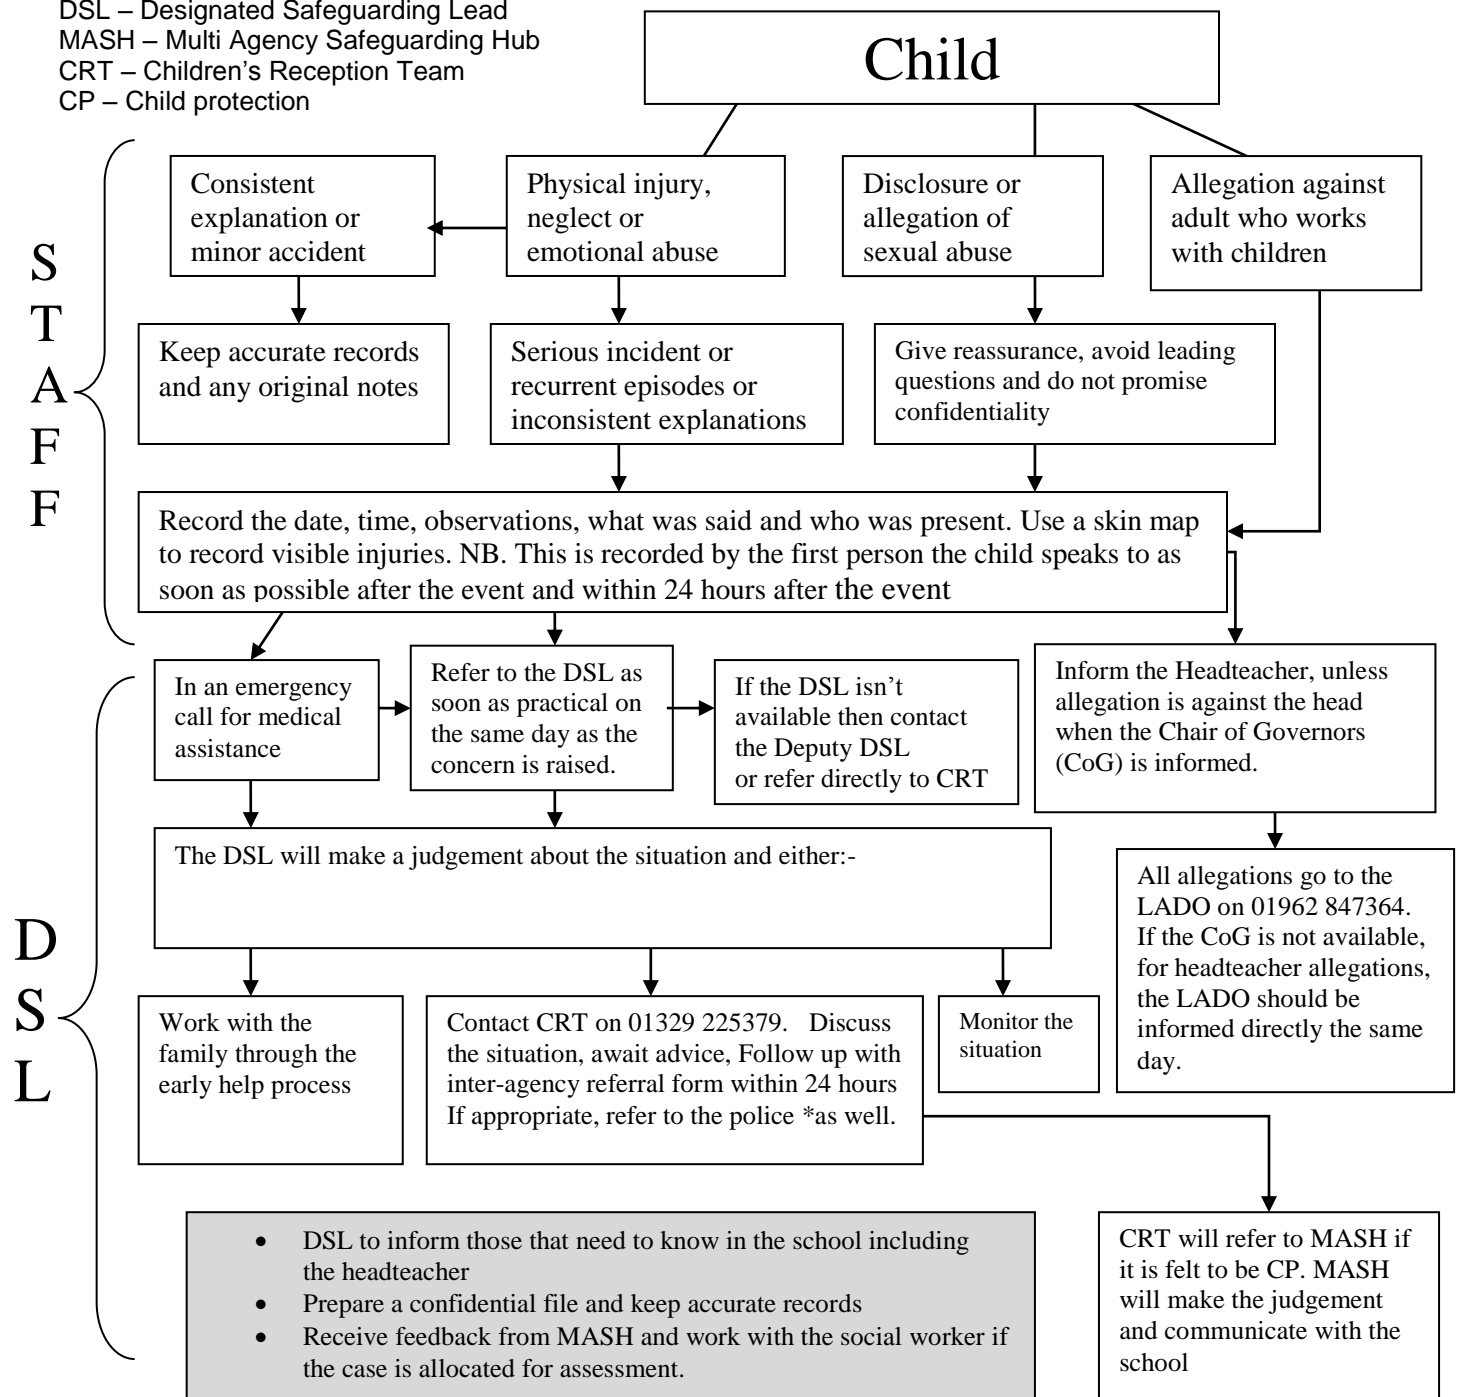 DSL – Designated Safeguarding Lead
MASH – Multi Agency Safeguarding Hub
CRT – Children's Reception Team
CP – Child protection
Child
S
T
A
F
F
Consistent
explanation or
minor accident
Physical injury,
neglect or
emotional abuse
Disclosure or
allegation of
sexual abuse
Allegation against
adult who works
with children
Keep accurate records
and any original notes
Serious incident or
recurrent episodes or
inconsistent explanations
Give reassurance, avoid leading
questions and do not promise
confidentiality
Record the date, time, observations, what was said and who was present. Use a skin map
to record visible injuries. NB. This is recorded by the first person the child speaks to as
soon as possible after the event and within 24 hours after the event
D
S
L
In an emergency
call for medical
assistance
Refer to the DSL as
soon as practical on
the same day as the
concern is raised.
If the DSL isn't
available then contact
the Deputy DSL
or refer directly to CRT
Inform the Headteacher, unless
allegation is against the head
when the Chair of Governors
(CoG) is informed.
The DSL will make a judgement about the situation and either:-
All allegations go to the
LADO on 01962 847364.
If the CoG is not available,
for headteacher allegations,
the LADO should be
informed directly the same
day.
Work with the
family through the
early help process
Contact CRT on 01329 225379. Discuss
the situation, await advice, Follow up with
inter-agency referral form within 24 hours
If appropriate, refer to the police *as well.
Monitor the
situation
• DSL to inform those that need to know in the school including
the headteacher
• Prepare a confidential file and keep accurate records
• Receive feedback from MASH and work with the social worker if
the case is allocated for assessment.
CRT will refer to MASH if
it is felt to be CP. MASH
will make the judgement
and communicate with the
school